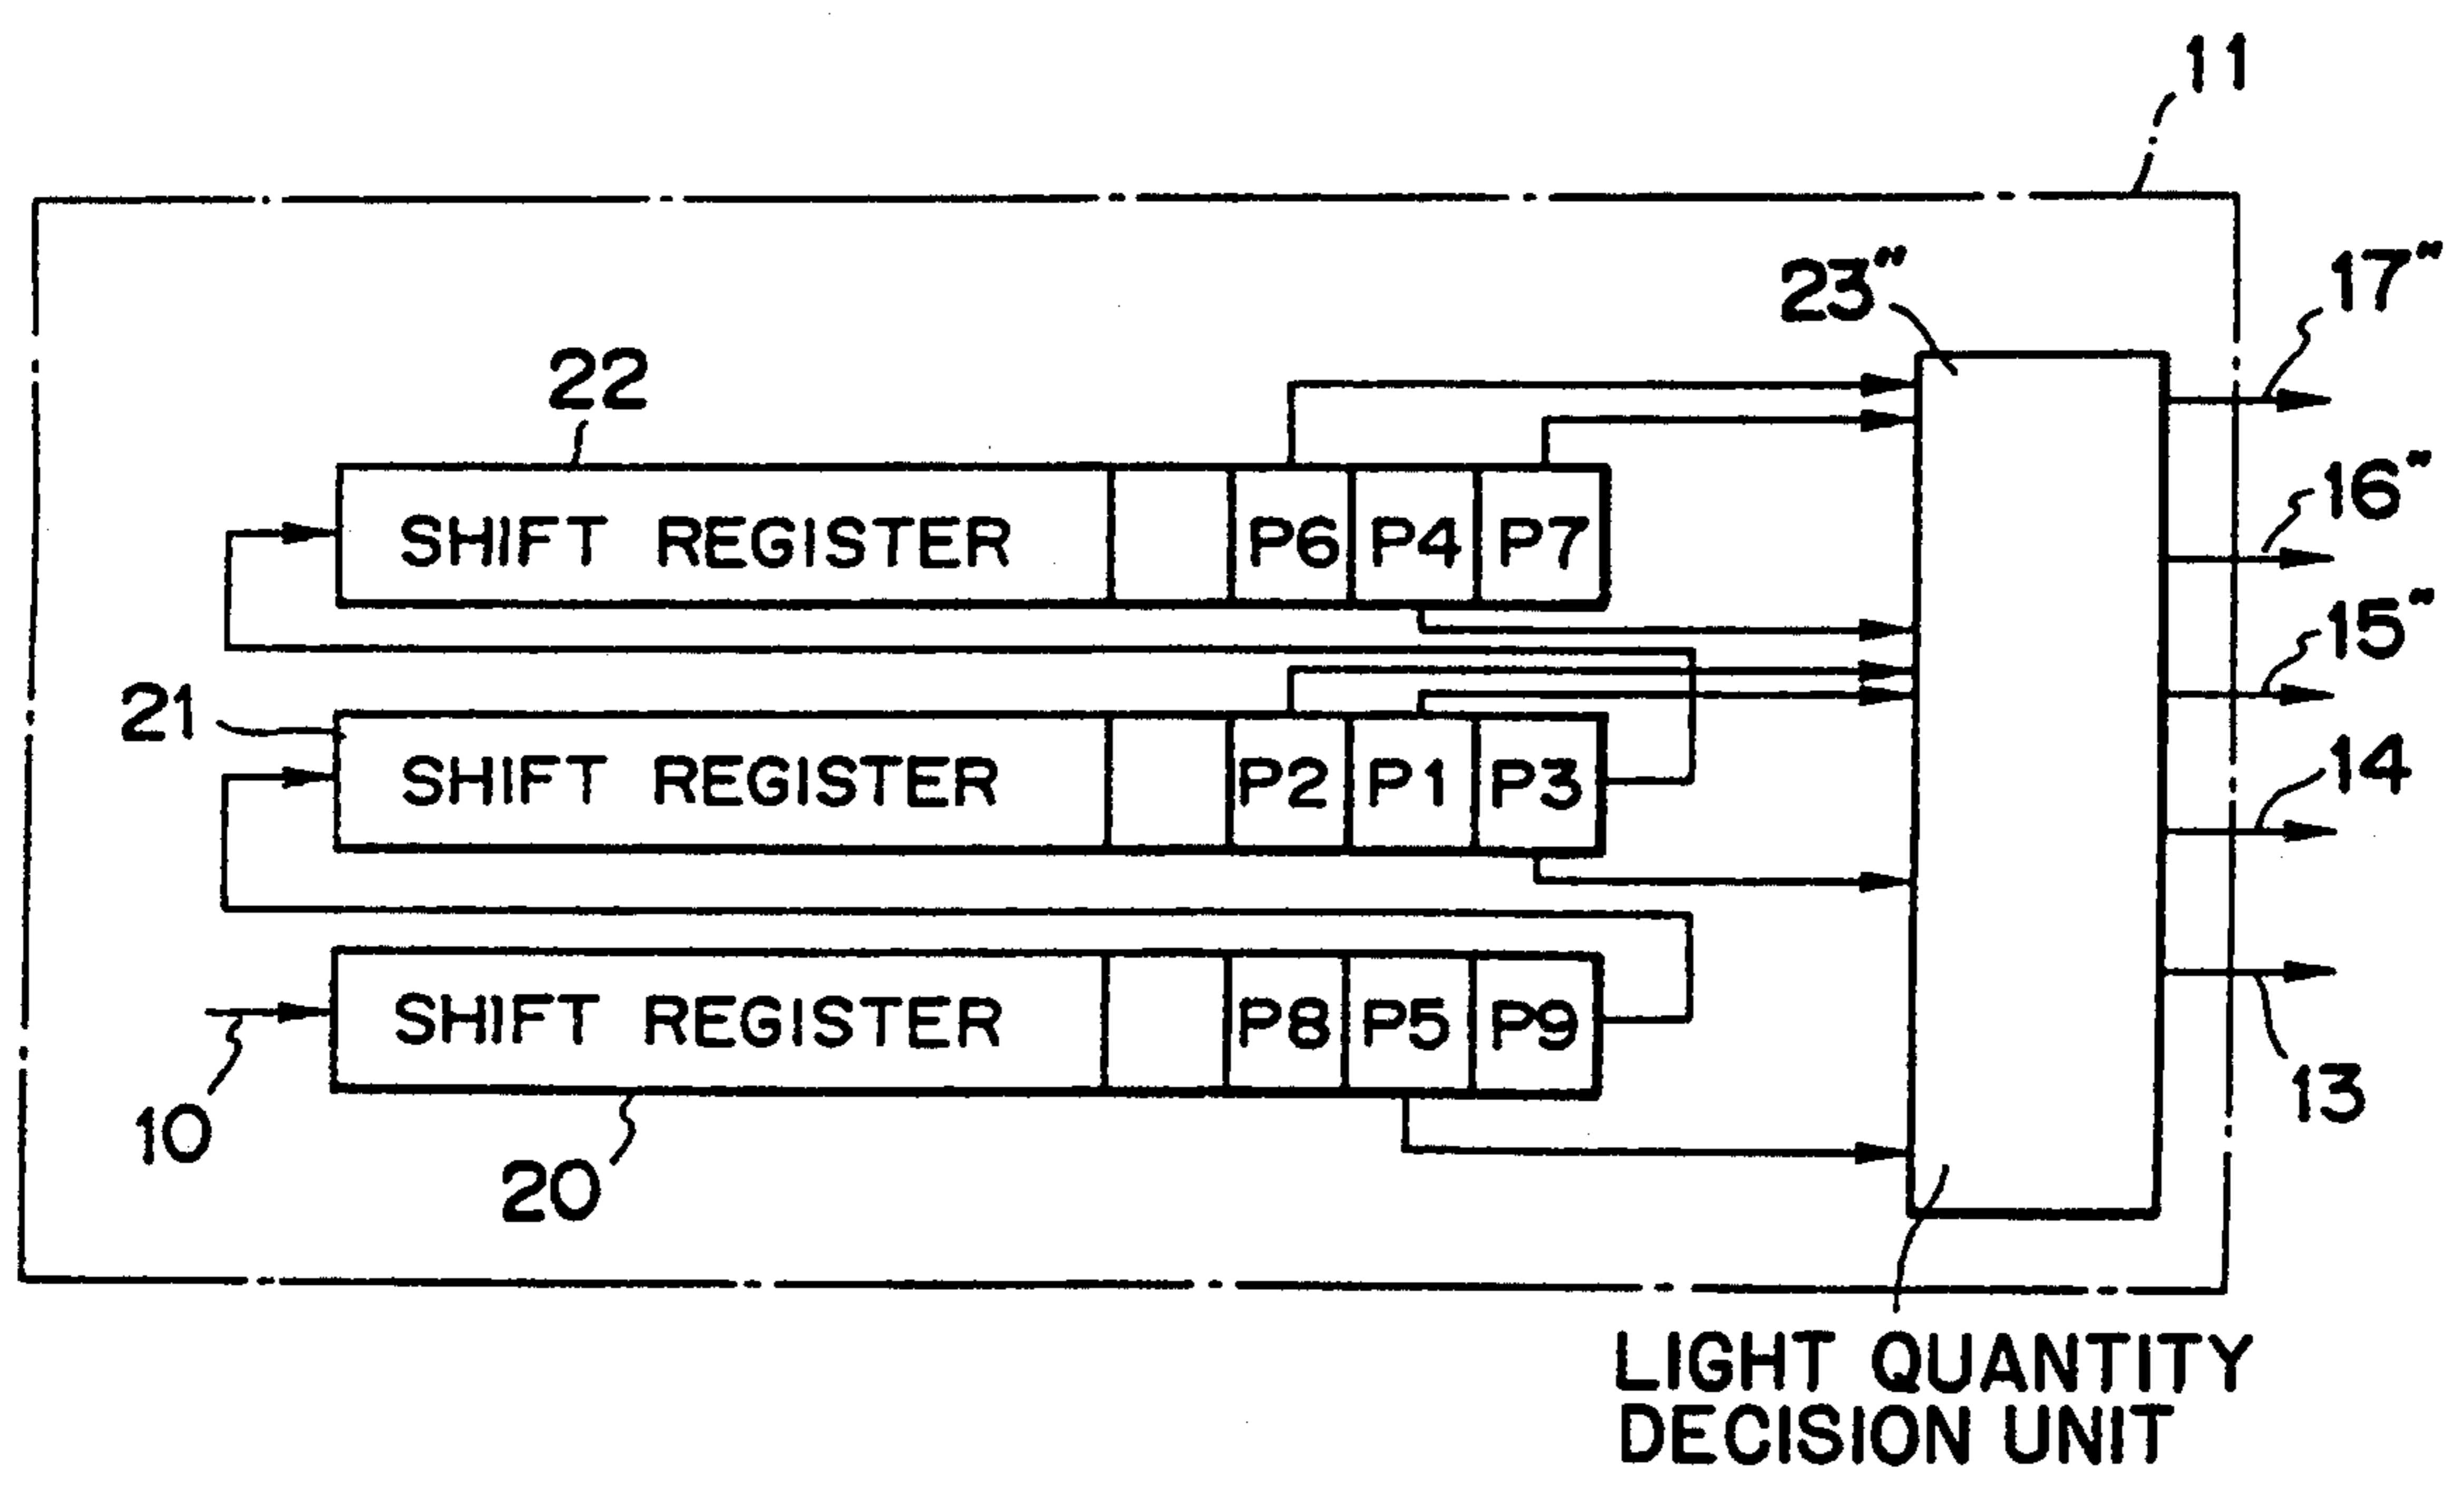 11
23"
17"
22
16"
SHIFT REGISTER P6 P4 P7
15"
21
14
SHIFT REGISTER P2 P1 P3
SHIFT REGISTER P8 P5 P9
13
10
20
LIGHT QUANTITY
DECISION UNIT